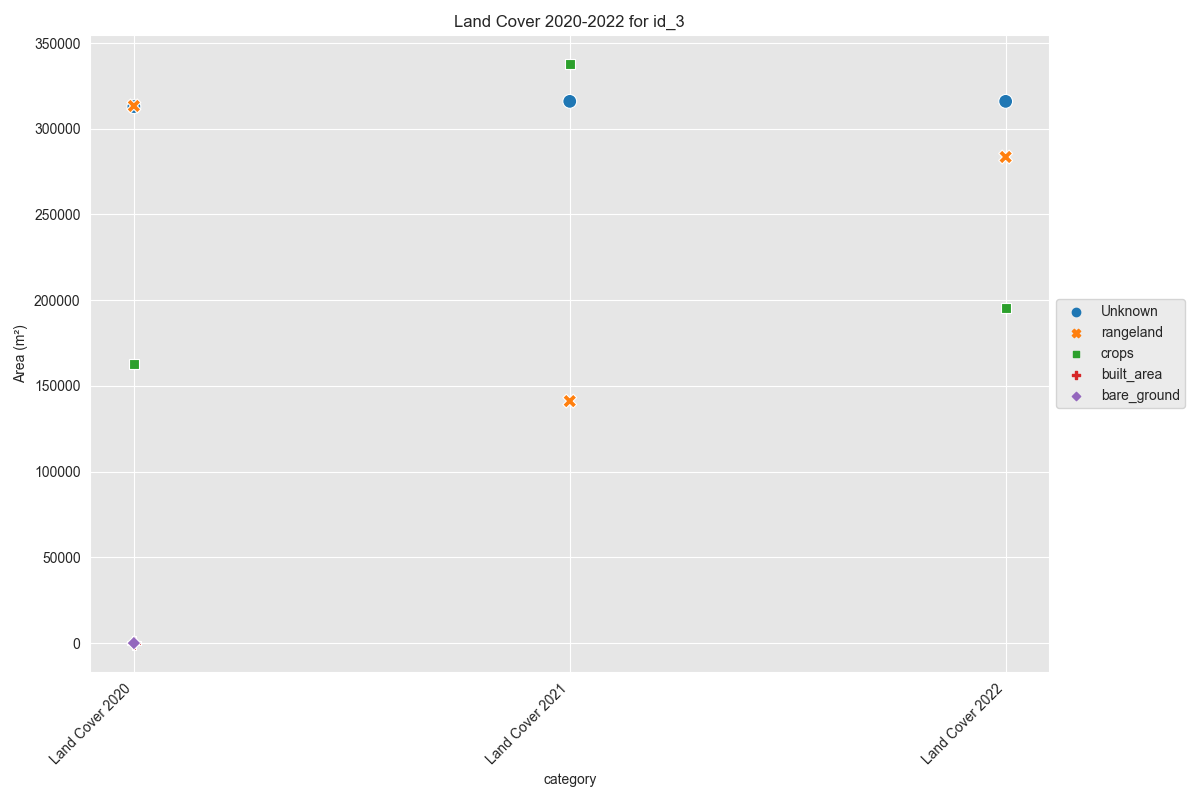 Land Cover 2020-2022 for id_3
350000
300000
250000
200000
150000
100000
50000
0
Area (m²)
Land Cover 2020
Land Cover 2021
Land Cover 2022
category
Unknown
rangeland
crops
built_area
bare_ground